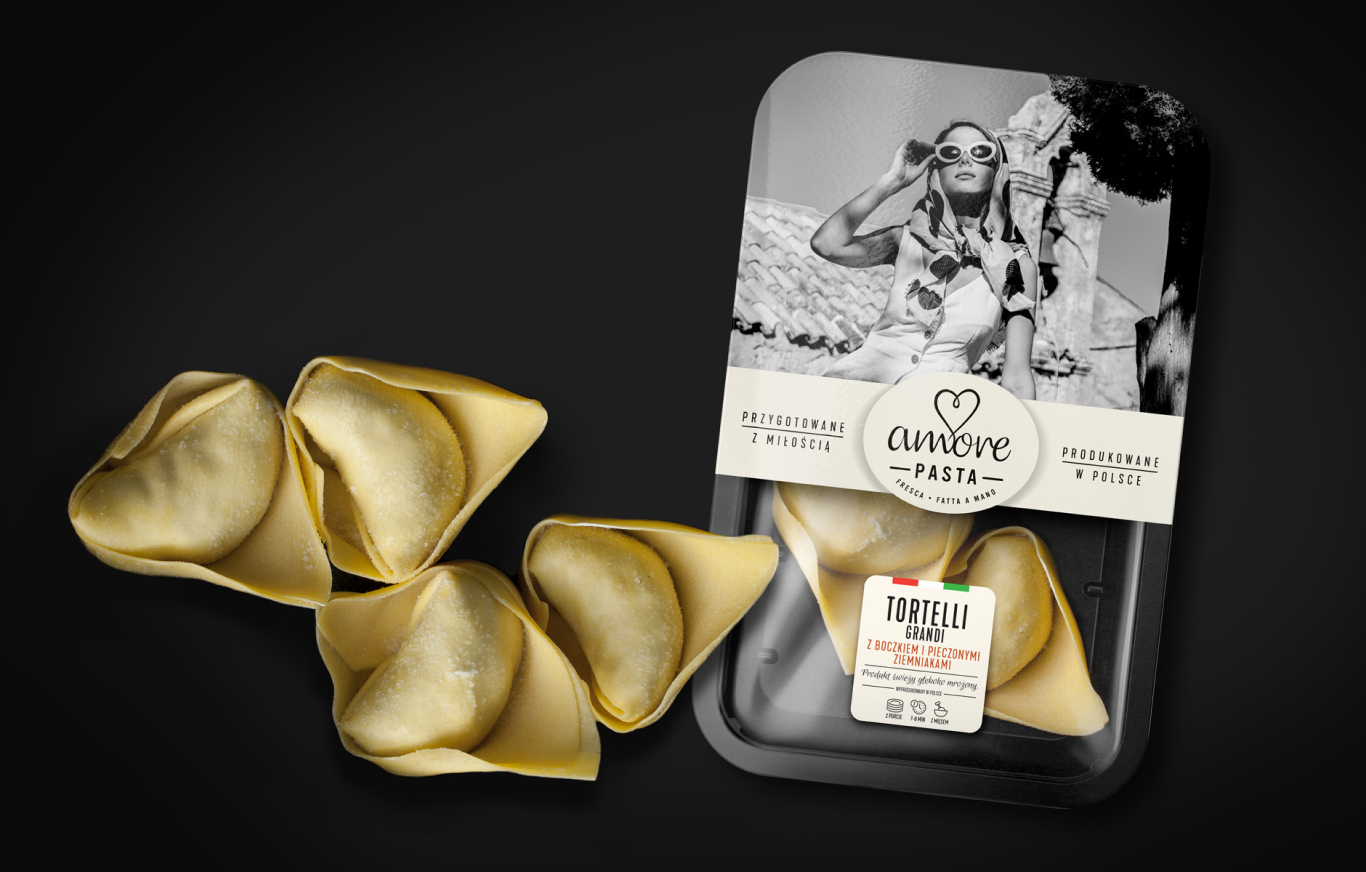 PRZYGOTOWANE
Z MIŁOŚCIĄ
amore
PASTA
FRESCA • FATTA A MANO
PRODUKOWANE
W POLSCE
TORTELLI
GRANDI
Z BOCZKIEM I PIECZONYMI
ZIEMNIAKAMI
Produkt świeży głęboko mrożony.
WYPRODUKOWANY W POLSCE
2 PORCJE 7-8 MIN Z MIĘSEM